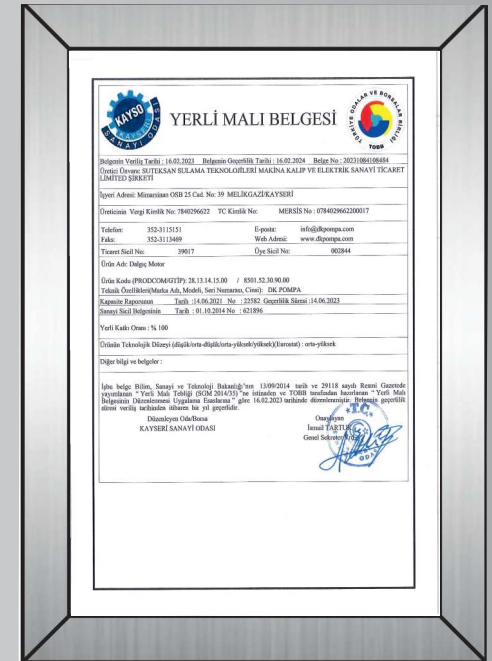 KAYSO
KAYSERİ
SANAYİ ODASI
YERLİ MALI BELGESİ
TÜRKİYE ODALAR VE BORSALAR BİRLİĞİ
TOBB
Belgenin Veriliş Tarihi : 16.02.2023 Belgenin Geçerlilik Tarihi : 16.02.2024 Belge No : 20231084108484
Üretici Ünvanı: SUTEKSAN SULAMA TEKNOLOJİLERİ MAKİNA KALIP VE ELEKTRİK SANAYİ TİCARET
LİMİTED ŞİRKETİ
İşyeri Adresi: Mimarsinan OSB 25 Cad. No: 39 MELİKGAZİ/KAYSERİ
Üreticinin Vergi Kimlik No: 7840296622 TC Kimlik No: MERSİS No : 0784029662200017
Telefon: 352-3115151 E-posta: info@dkpompa.com
Faks: 352-3113469 Web Adresi: www.dkpompa.com
Ticaret Sicil No: 39017 Üye Sicil No: 002844
Ürün Adı: Dalgıç Motor
Ürün Kodu (PRODCOM/GTİP): 28.13.14.15.00 / 8501.52.30.90.00
Teknik Özellikleri(Marka Adı, Modeli, Seri Numarası, Cinsi): DK POMPA
Kapasite Raporunun Tarih :14.06.2021 No : 22582 Geçerlilik Süresi :14.06.2023
Sanayi Sicil Belgesinin Tarih : 01.10.2014 No : 621896
Yerli Katkı Oranı : % 100
Ürünün Teknolojik Düzeyi (düşük/orta-düşük/orta-yüksek/yüksek)(Eurostat) : orta-yüksek
Diğer bilgi ve belgeler :
İşbu belge Bilim, Sanayi ve Teknoloji Bakanlığı'nın 13/09/2014 tarih ve 29118 sayılı Resmi Gazetede
yayımlanan " Yerli Malı Tebliği (SGM 2014/35) "ne istinaden ve TOBB tarafından hazırlanan " Yerli Malı
Belgesinin Düzenlenmesi Uygulama Esaslarına " göre 16.02.2023 tarihinde düzenlenmiştir. Belgenin geçerlilik
süresi veriliş tarihinden itibaren bir yıl geçerlidir.
Düzenleyen Oda/Borsa Onaylayan
KAYSERİ SANAYİ ODASI İsmail TARTUK
Genel Sekreter
T.C.